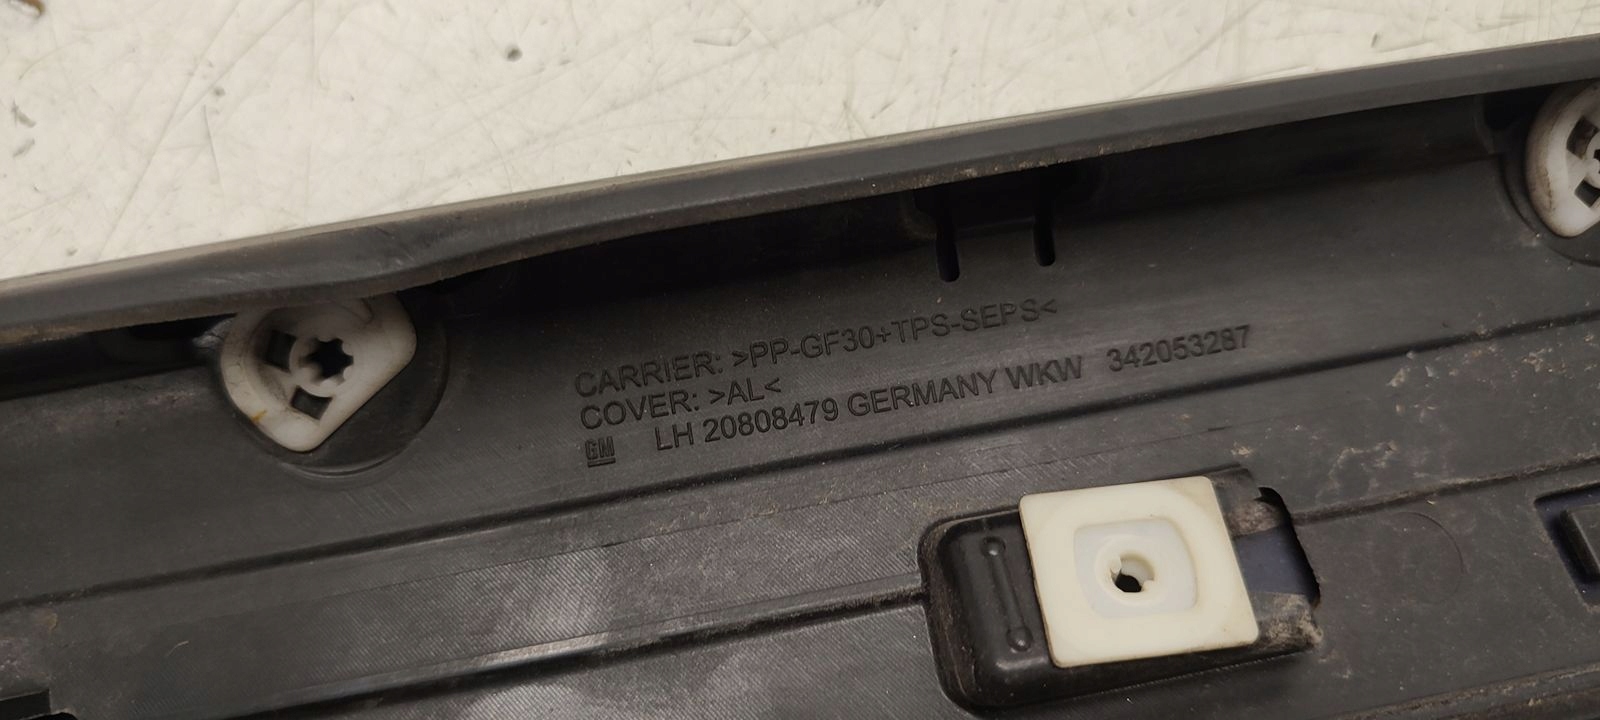 CARRIER: >PP-GF30+TPS-SEPS<
COVER: >AL<
GM LH 20808479 GERMANY WKW 342053287